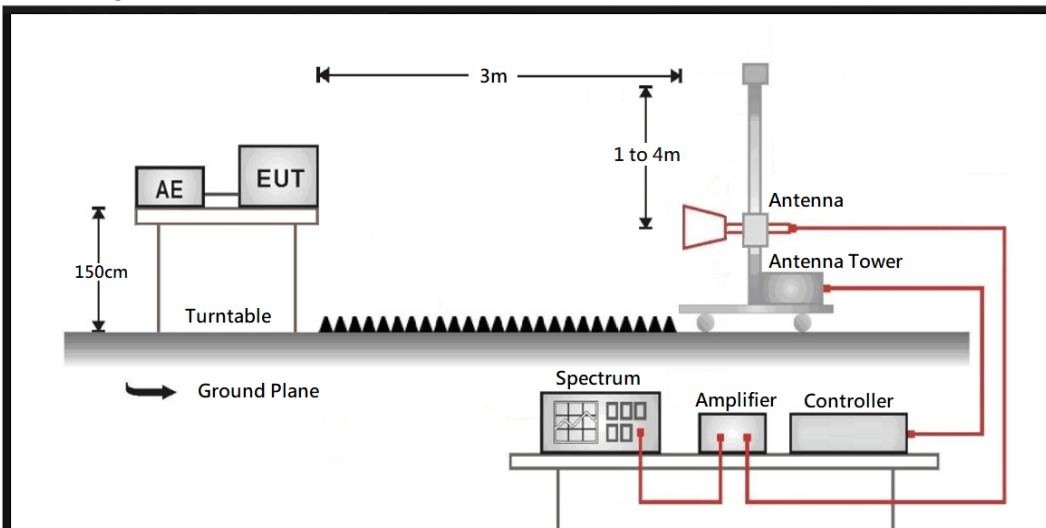 3m
1 to 4m
AE
EUT
Antenna
150cm
Antenna Tower
Turntable
Ground Plane
Spectrum
Amplifier
Controller